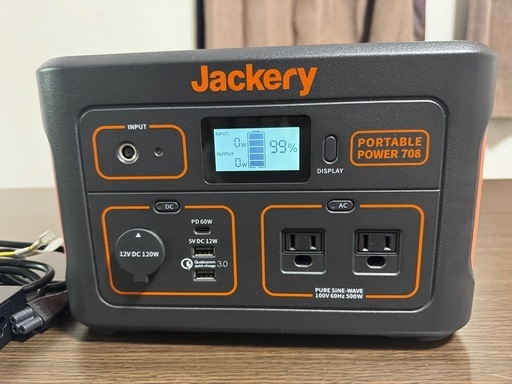 Jackery
INPUT
INPUT:
0W
OUTPUT:
0W
99%
DISPLAY
PORTABLE
POWER 708
DC
PD 60W
5V DC 12W
12V DC 120W
Qualcomm
quick charge 3.0
AC
PURE SINE-WAVE
100V 60Hz 500W